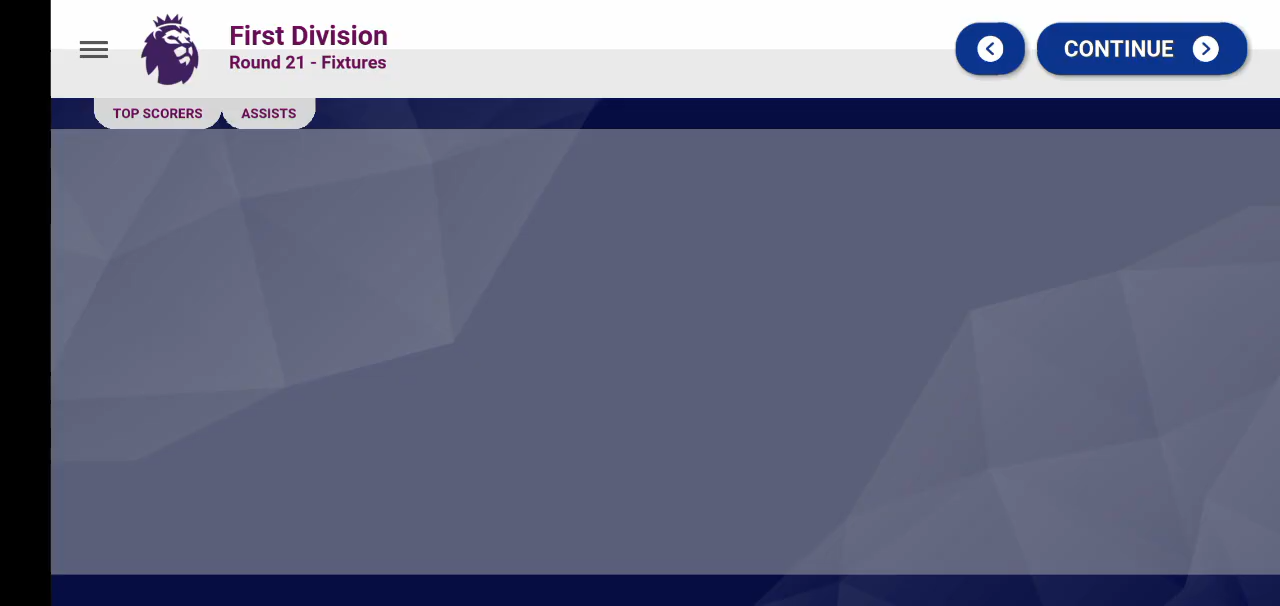 First Division
Round 21 - Fixtures
CONTINUE
TOP SCORERS
ASSISTS